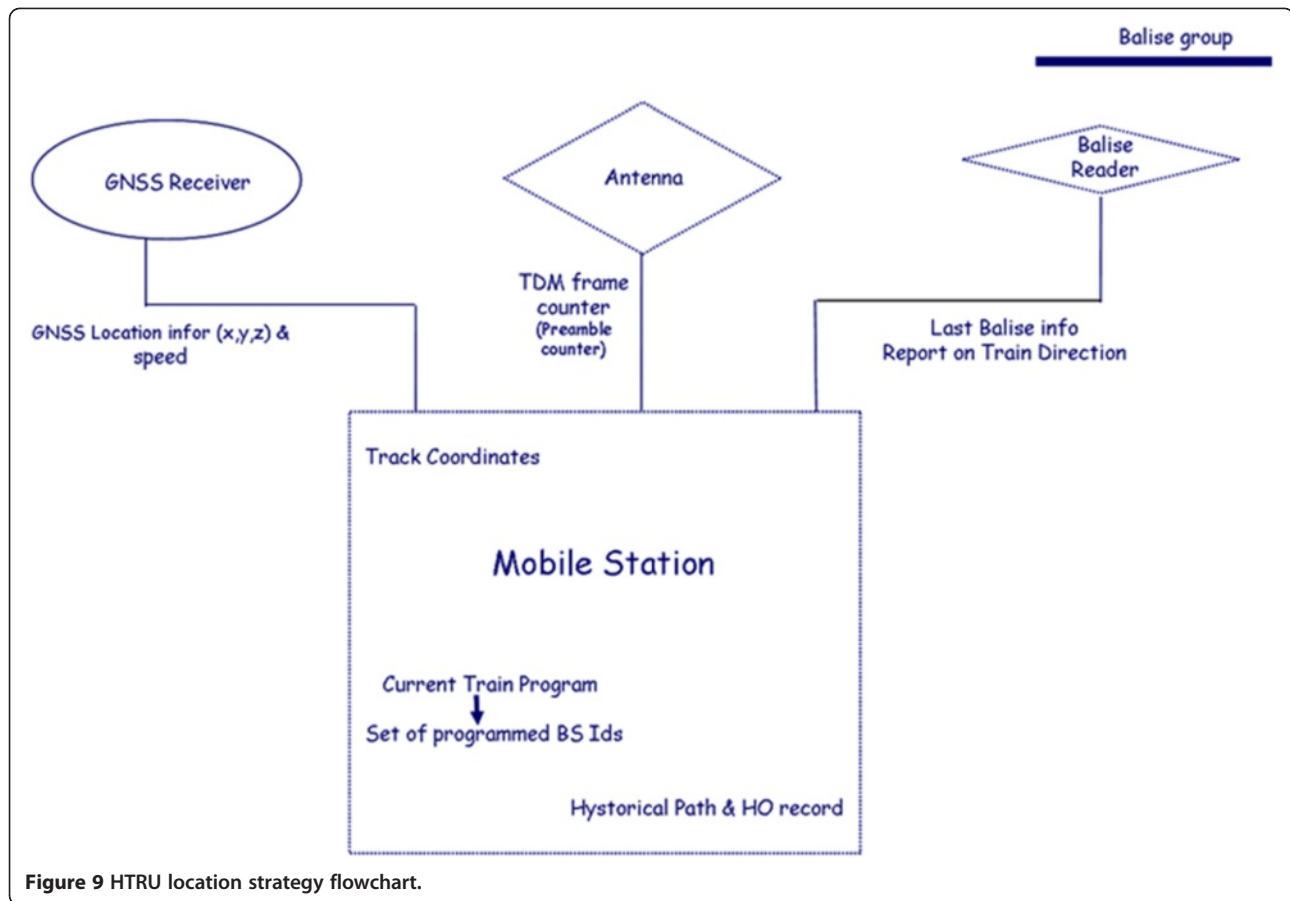 Balise group
GNSS Receiver
Antenna
Balise
Reader
GNSS Location infor (x,y,z) &
speed
TDM frame
counter
(Preamble
counter)
Last Balise info
Report on Train Direction
Track Coordinates
Mobile Station
Current Train Program
Set of programmed BS Ids
Hystorical Path & HO record
Figure 9 HTRU location strategy flowchart.